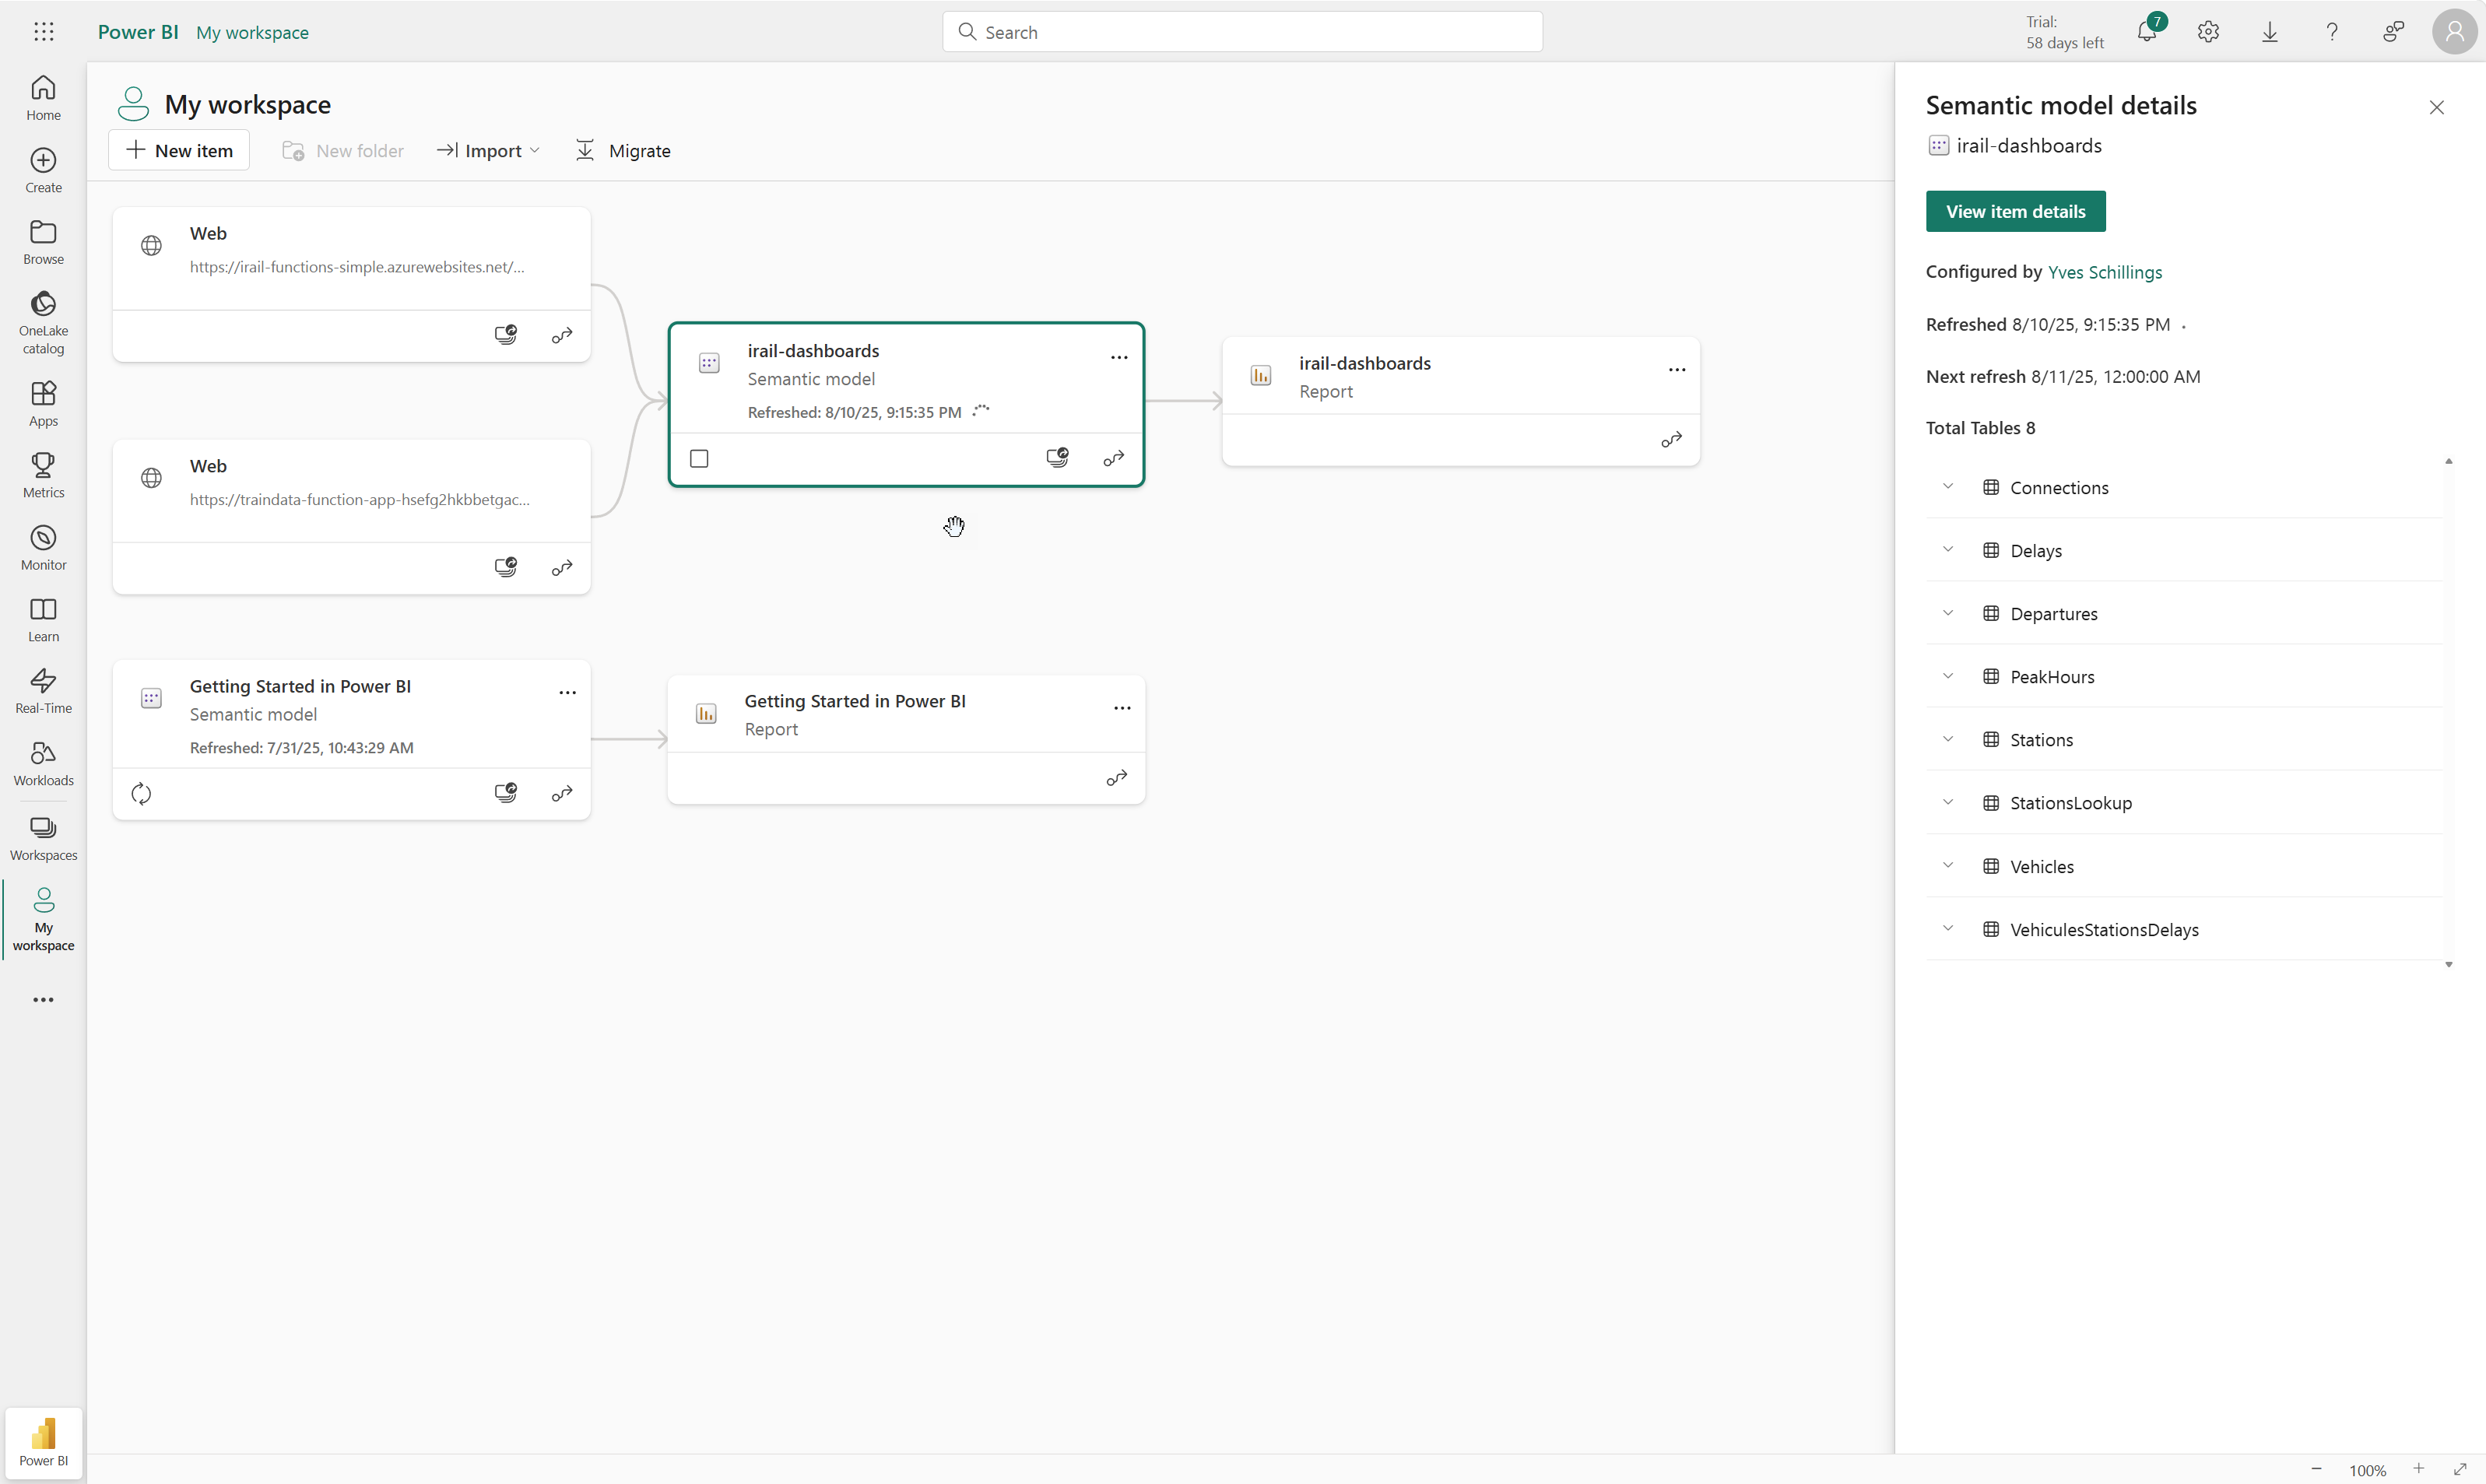 Power BI My workspace
Search
Trial:
58 days left
7
Home
Create
Browse
OneLake
catalog
Apps
Metrics
Monitor
Learn
Real-Time
Workloads
Workspaces
My
workspace
Power BI
My workspace
New item
New folder
Import
Migrate
Web
https://irail-functions-simple.azurewebsites.net/...
Web
https://traindata-function-app-hsefg2hkbbetgac...
irail-dashboards
Semantic model
Refreshed: 8/10/25, 9:15:35 PM
irail-dashboards
Report
Getting Started in Power BI
Semantic model
Refreshed: 7/31/25, 10:43:29 AM
Getting Started in Power BI
Report
Semantic model details
irail-dashboards
View item details
Configured by Yves Schillings
Refreshed 8/10/25, 9:15:35 PM
Next refresh 8/11/25, 12:00:00 AM
Total Tables 8
Connections
Delays
Departures
PeakHours
Stations
StationsLookup
Vehicles
VehiculesStationsDelays
100%